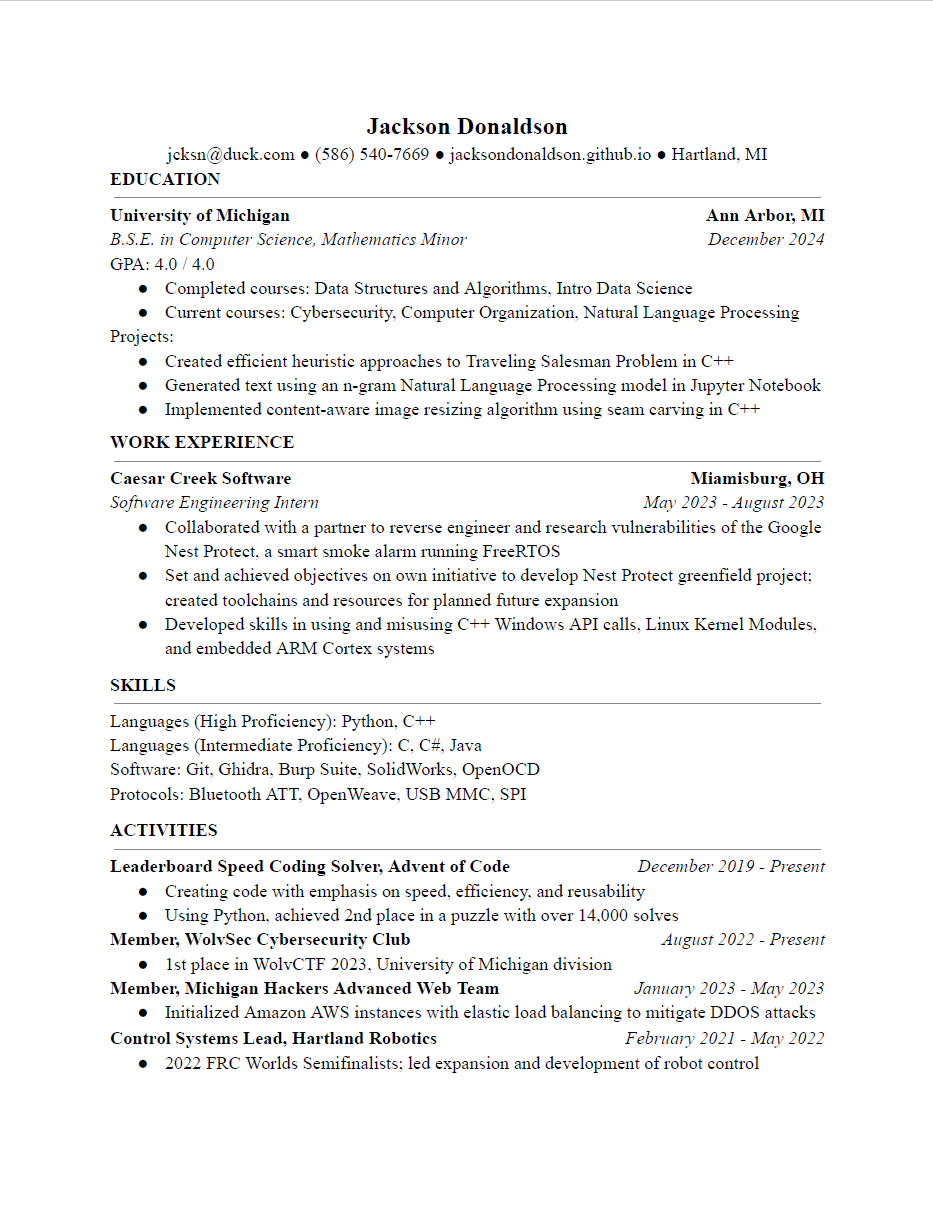 Jackson Donaldson
jcksn@duck.com ● (586) 540-7669 ● jacksondonaldson.github.io ● Hartland, MI
EDUCATION
University of Michigan Ann Arbor, MI
B.S.E. in Computer Science, Mathematics Minor December 2024
GPA: 4.0 / 4.0
● Completed courses: Data Structures and Algorithms, Intro Data Science
● Current courses: Cybersecurity, Computer Organization, Natural Language Processing
Projects:
● Created efficient heuristic approaches to Traveling Salesman Problem in C++
● Generated text using an n-gram Natural Language Processing model in Jupyter Notebook
● Implemented content-aware image resizing algorithm using seam carving in C++
WORK EXPERIENCE
Caesar Creek Software Miamisburg, OH
Software Engineering Intern May 2023 - August 2023
● Collaborated with a partner to reverse engineer and research vulnerabilities of the Google
Nest Protect, a smart smoke alarm running FreeRTOS
● Set and achieved objectives on own initiative to develop Nest Protect greenfield project;
created toolchains and resources for planned future expansion
● Developed skills in using and misusing C++ Windows API calls, Linux Kernel Modules,
and embedded ARM Cortex systems
SKILLS
Languages (High Proficiency): Python, C++
Languages (Intermediate Proficiency): C, C#, Java
Software: Git, Ghidra, Burp Suite, SolidWorks, OpenOCD
Protocols: Bluetooth ATT, OpenWeave, USB MMC, SPI
ACTIVITIES
Leaderboard Speed Coding Solver, Advent of Code December 2019 - Present
● Creating code with emphasis on speed, efficiency, and reusability
● Using Python, achieved 2nd place in a puzzle with over 14,000 solves
Member, WolvSec Cybersecurity Club August 2022 - Present
● 1st place in WolvCTF 2023, University of Michigan division
Member, Michigan Hackers Advanced Web Team January 2023 - May 2023
● Initialized Amazon AWS instances with elastic load balancing to mitigate DDOS attacks
Control Systems Lead, Hartland Robotics February 2021 - May 2022
● 2022 FRC Worlds Semifinalists; led expansion and development of robot control